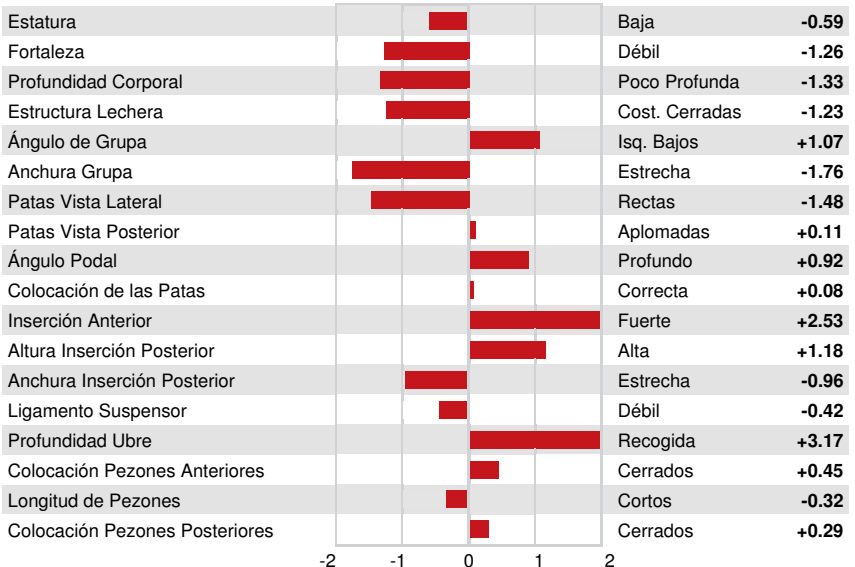 Estatura Baja -0.59
Fortaleza Débil -1.26
Profundidad Corporal Poco Profunda -1.33
Estructura Lechera Cost. Cerradas -1.23
Ángulo de Grupa Isq. Bajos +1.07
Anchura Grupa Estrecha -1.76
Patas Vista Lateral Rectas -1.48
Patas Vista Posterior Aplomadas +0.11
Ángulo Podal Profundo +0.92
Colocación de las Patas Correcta +0.08
Inserción Anterior Fuerte +2.53
Altura Inserción Posterior Alta +1.18
Anchura Inserción Posterior Estrecha -0.96
Ligamento Suspensor Débil -0.42
Profundidad Ubre Recogida +3.17
Colocación Pezones Anteriores Cerrados +0.45
Longitud de Pezones Cortos -0.32
Colocación Pezones Posteriores Cerrados +0.29
-2 -1 0 1 2